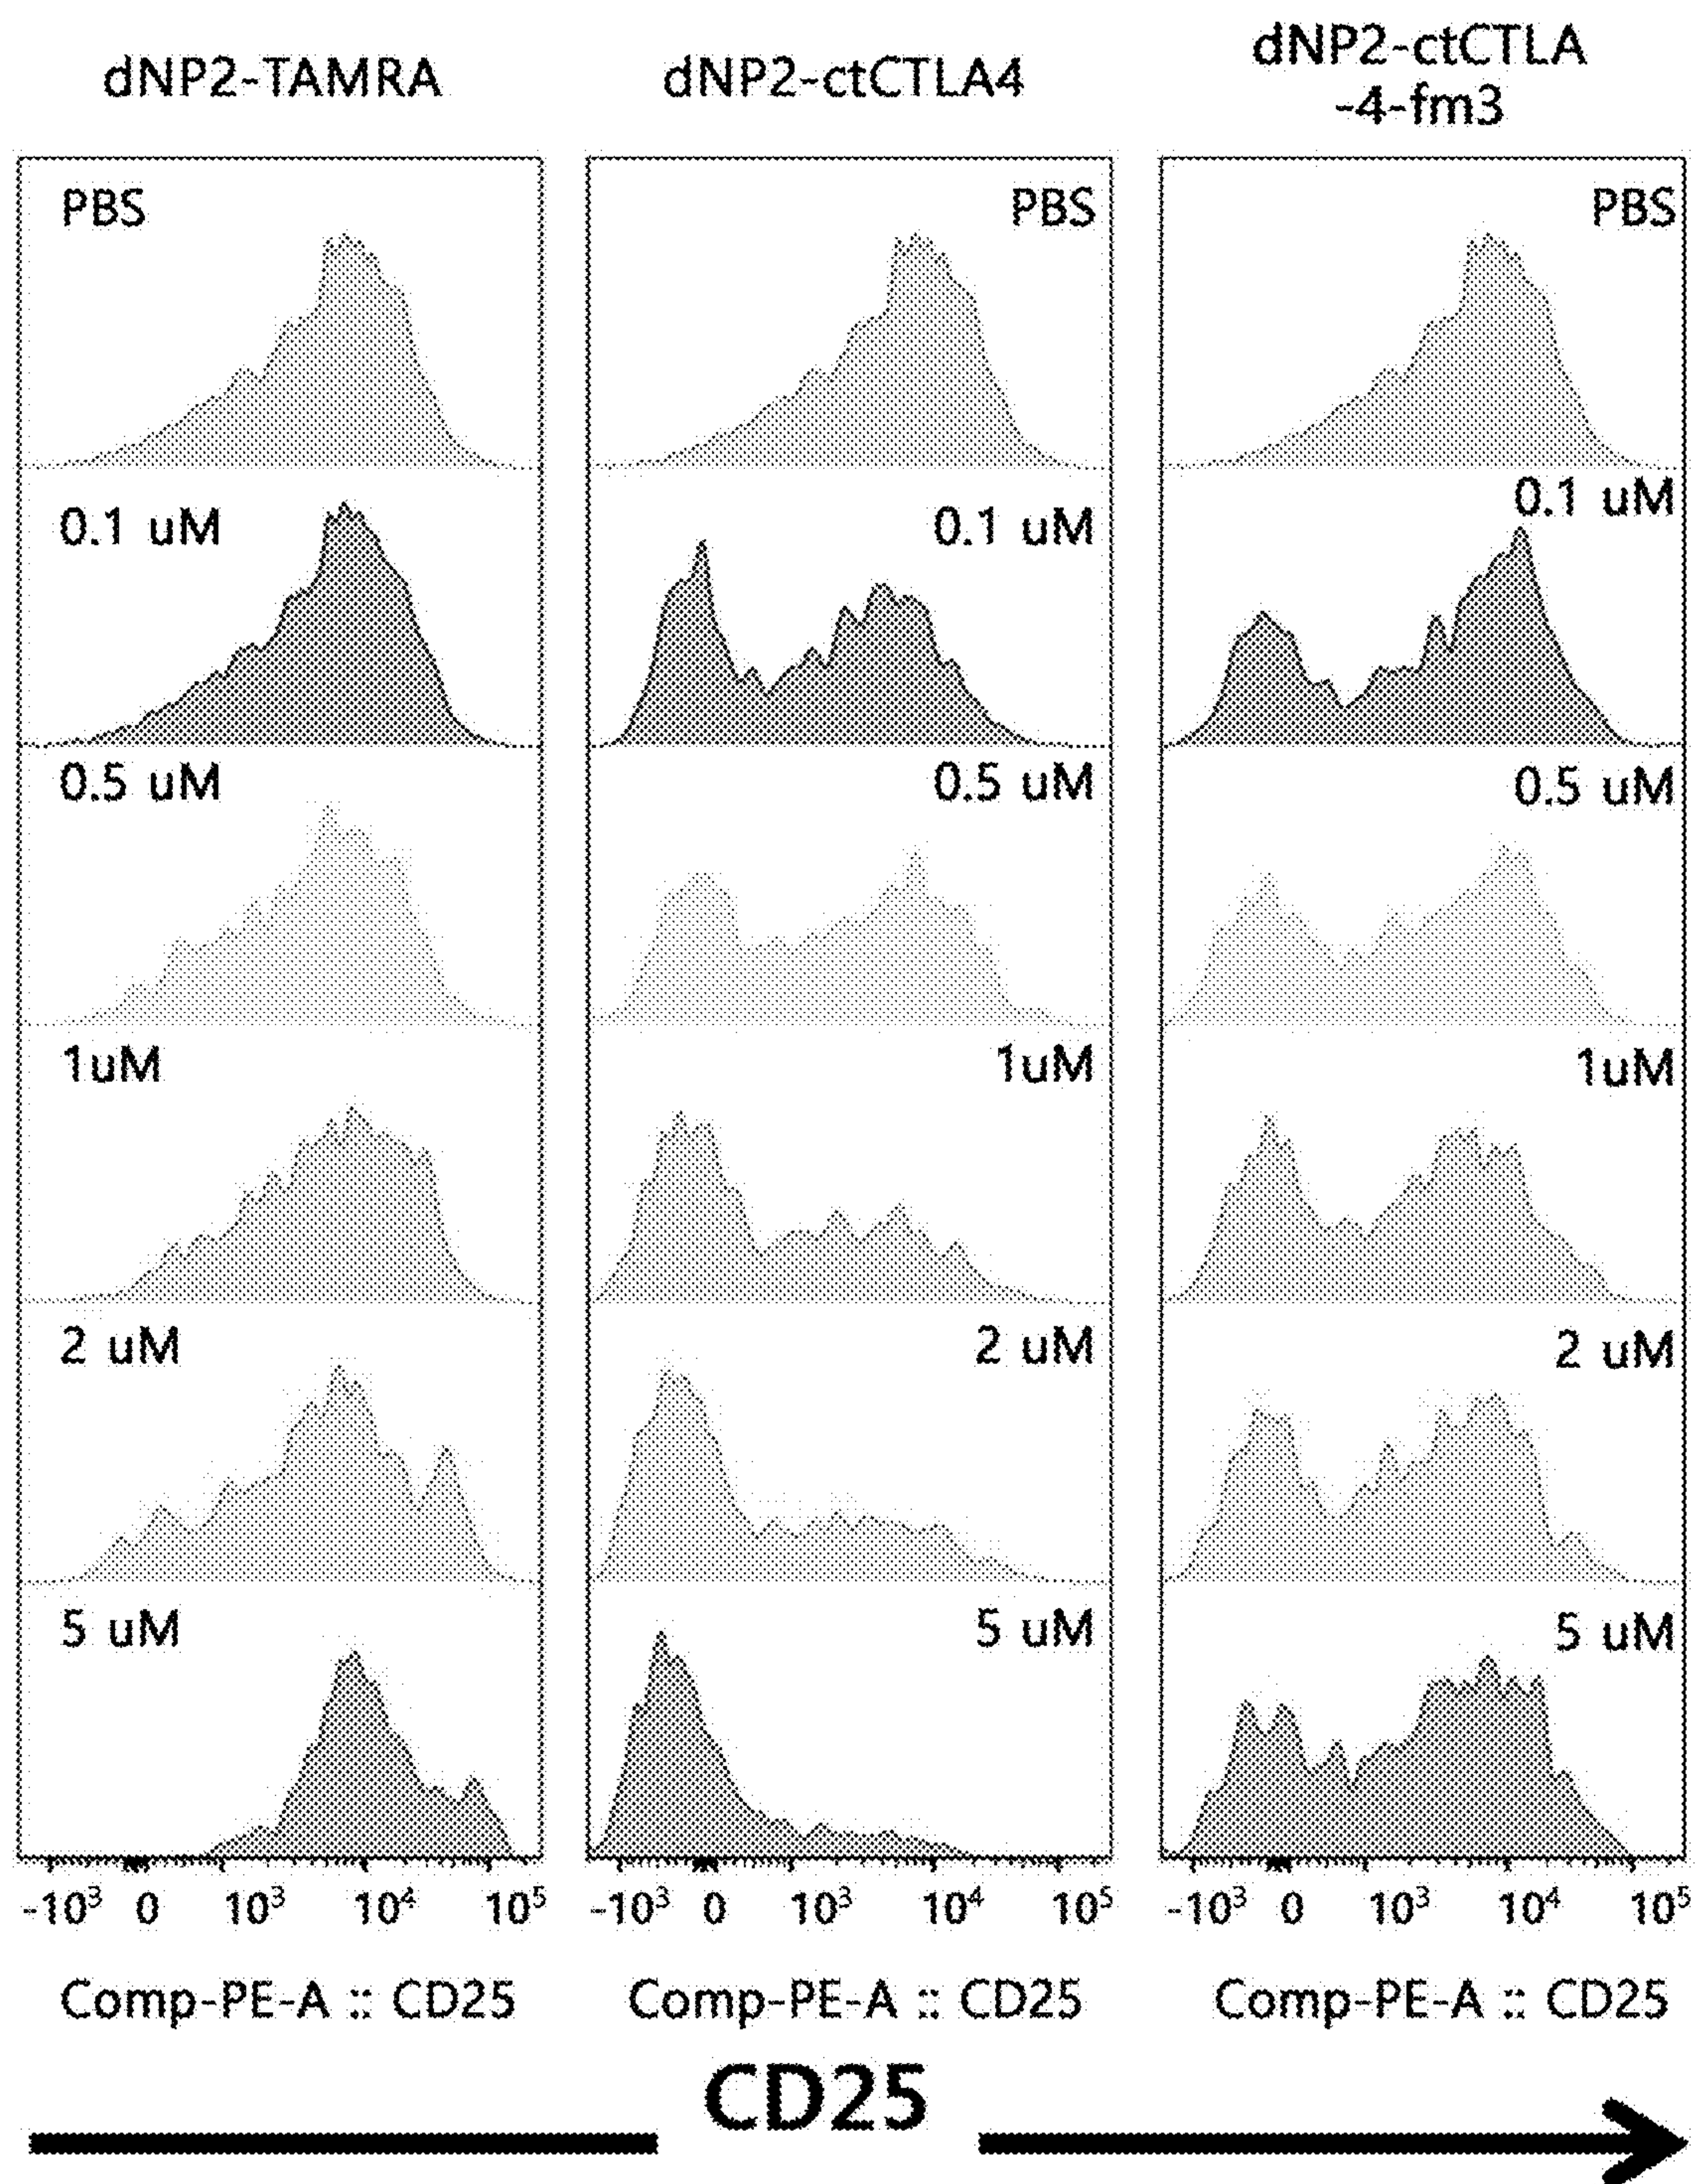 dNP2-TAMRA
dNP2-ctCTLA4
dNP2-ctCTLA
-4-fm3
PBS
PBS
PBS
0.1 uM
0.1 uM
0.1 uM
0.5 uM
0.5 uM
0.5 uM
1uM
1uM
1uM
2 uM
2 uM
2 uM
5 uM
5 uM
5 uM
-10³ 0 10³ 10⁴ 10⁵
-10³ 0 10³ 10⁴ 10⁵
-10³ 0 10³ 10⁴ 10⁵
Comp-PE-A :: CD25
Comp-PE-A :: CD25
Comp-PE-A :: CD25
CD25